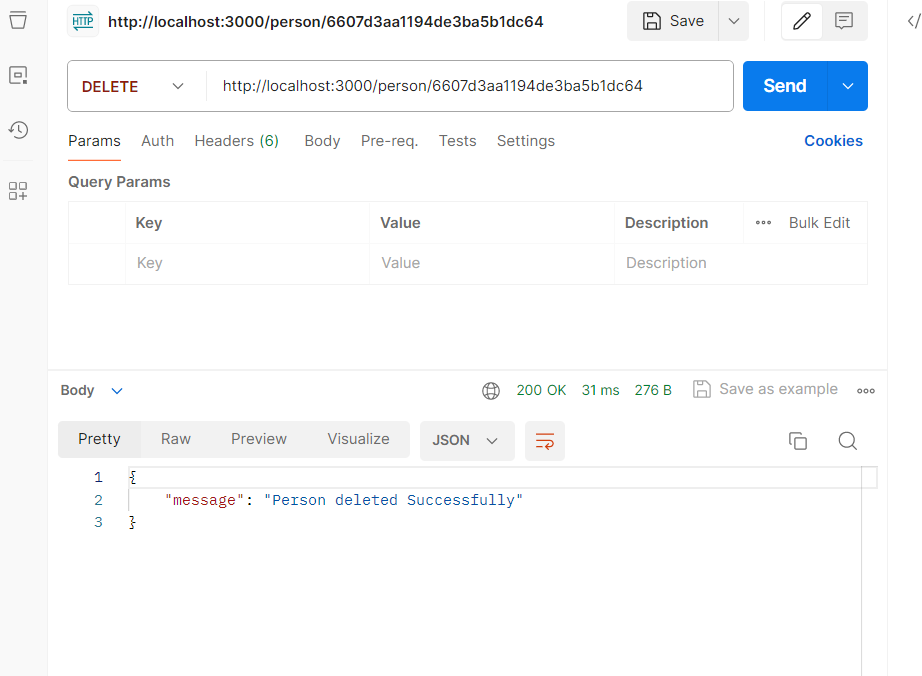 HTTP http://localhost:3000/person/6607d3aa1194de3ba5b1dc64 Save
DELETE http://localhost:3000/person/6607d3aa1194de3ba5b1dc64 Send
Params Auth Headers (6) Body Pre-req. Tests Settings Cookies
Query Params
Key Value Description Bulk Edit
Key Value Description
Body 200 OK 31 ms 276 B Save as example
Pretty Raw Preview Visualize JSON
1 {
2 "message": "Person deleted Successfully"
3 }